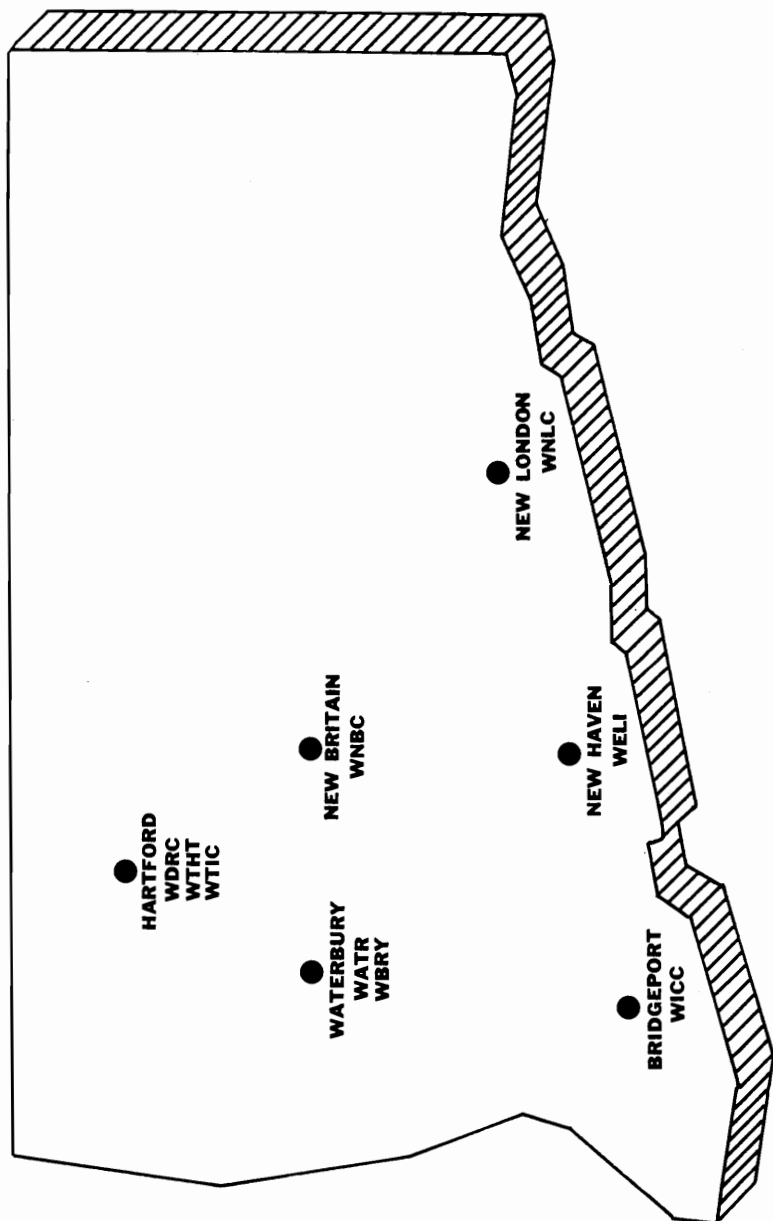 HARTFORD
WDRC
WTHT
WTIC
WATERBURY
WATR
WBRY
NEW BRITAIN
WNBC
BRIDGEPORT
WICC
NEW HAVEN
WELI
NEW LONDON
WNLC